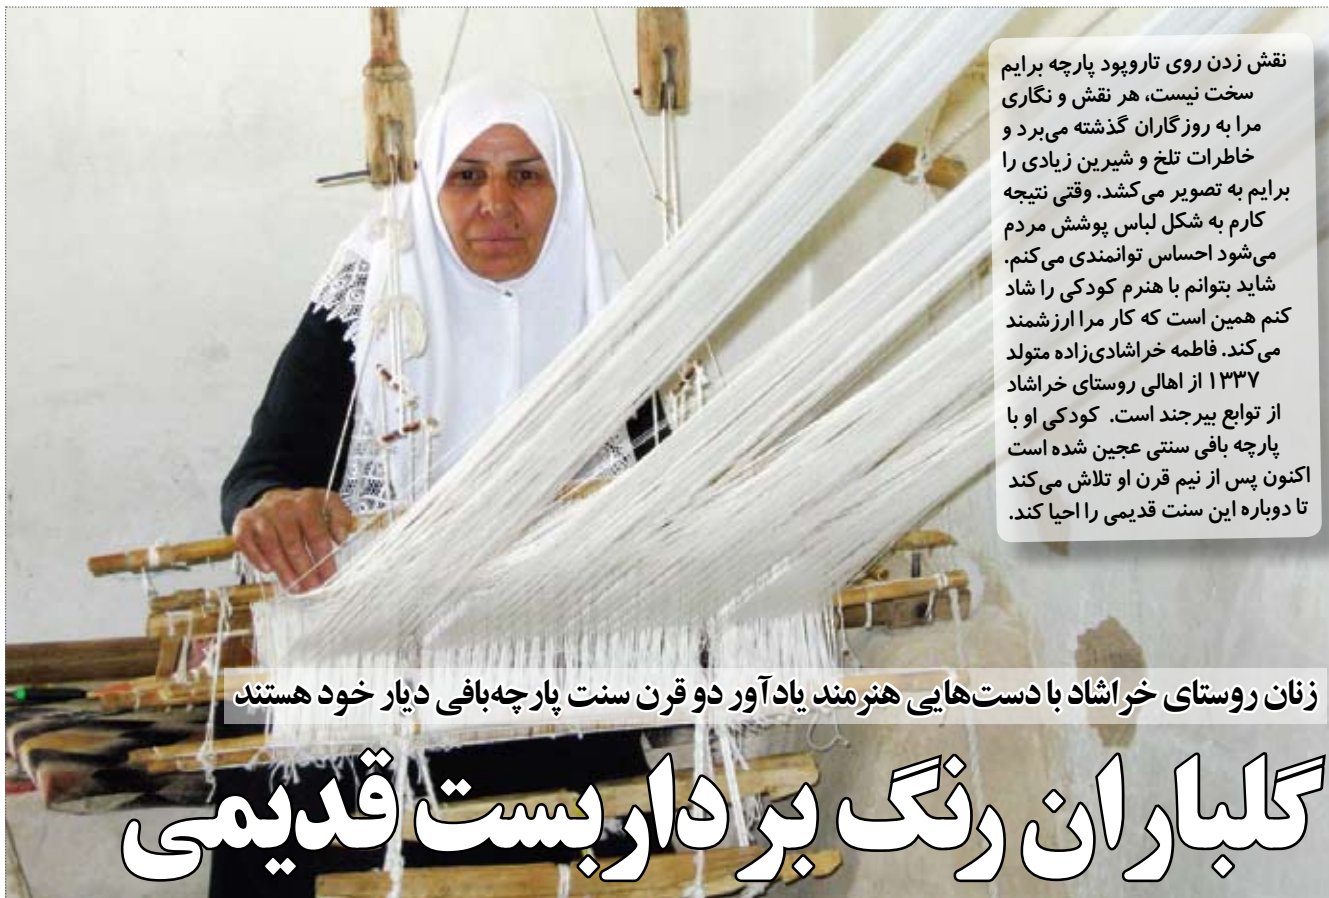 نقش زدن روی تاروپود پارچه برایم
سخت نیست، هر نقش و نگاری
مرا به روزگاران گذشته می‌برد و
خاطرات تلخ و شیرین زیادی را
برایم به تصویر می‌کشد. وقتی نتیجه
کارم به شکل لباس پوشش مردم
می‌شود احساس توانمندی می‌کنم.
شاید بتوانم با هنرم کودکی را شاد
کنم همین است که کار مرا ارزشمند
می‌کند. فاطمه خراشادی‌زاده متولد
۱۳۳۷ از اهالی روستای خراشاد
از توابع بیرجند است. کودکی او با
پارچه بافی سنتی عجین شده است
اکنون پس از نیم قرن او تلاش می‌کند
تا دوباره این سنت قدیمی را احیا کند.
زنان روستای خراشاد با دست‌هایی هنرمند یادآور دو قرن سنت پارچه‌بافی دیار خود هستند
گلباران رنگ بر داربست قدیمی